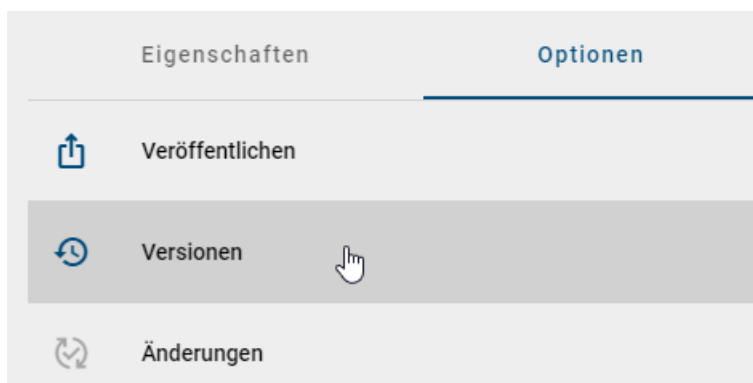 Eigenschaften Optionen
Veröffentlichen
Versionen
Änderungen